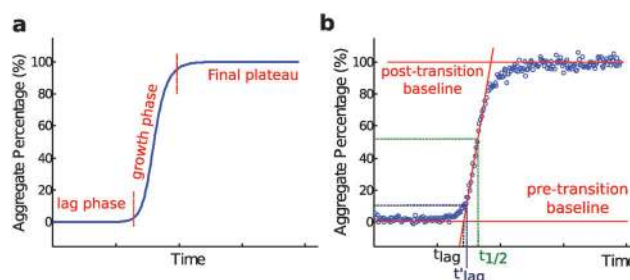 a
Aggregate Percentage (%)
100
80
60
40
20
0
lag phase
growth phase
Final plateau
Time
b
Aggregate Percentage (%)
100
80
60
40
20
0
post-transition
baseline
pre-transition
baseline
tlag
t'lag
t1/2
Time